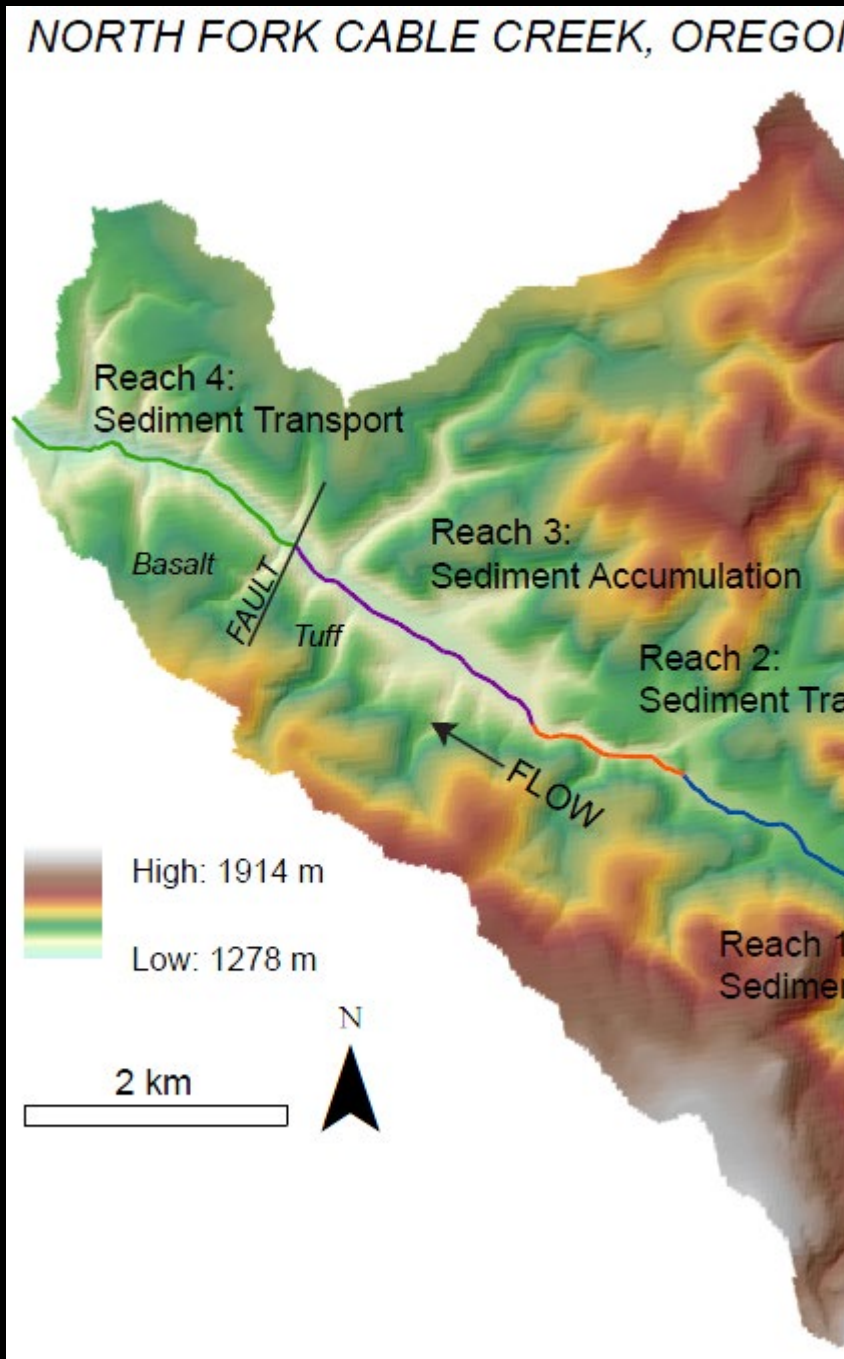 NORTH FORK CABLE CREEK, OREGON
Reach 4:
Sediment Transport
Basalt
FAULT
Tuff
Reach 3:
Sediment Accumulation
Reach 2:
Sediment Tra
FLOW
High: 1914 m
Low: 1278 m
Reach 1
Sedimen
N
2 km